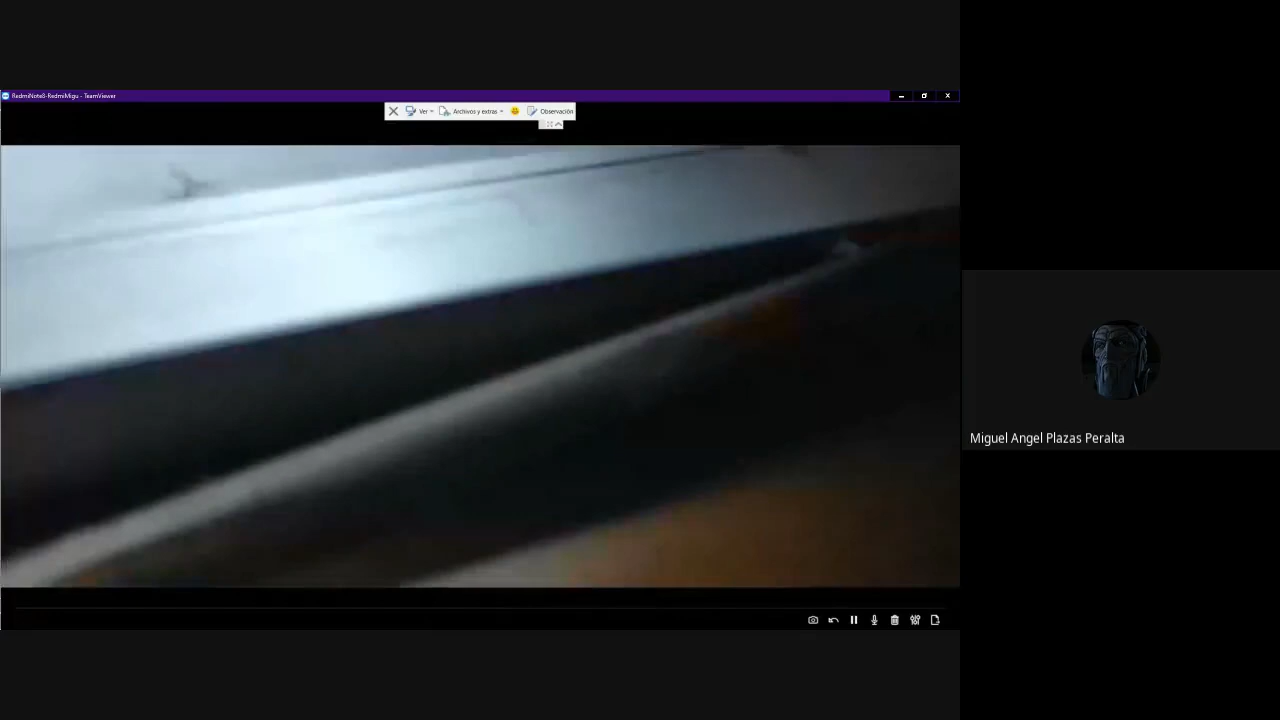 RedmiNote8-RedmiMigu - TeamViewer
Ver
Archivos y extras
Observación
Miguel Angel Plazas Peralta